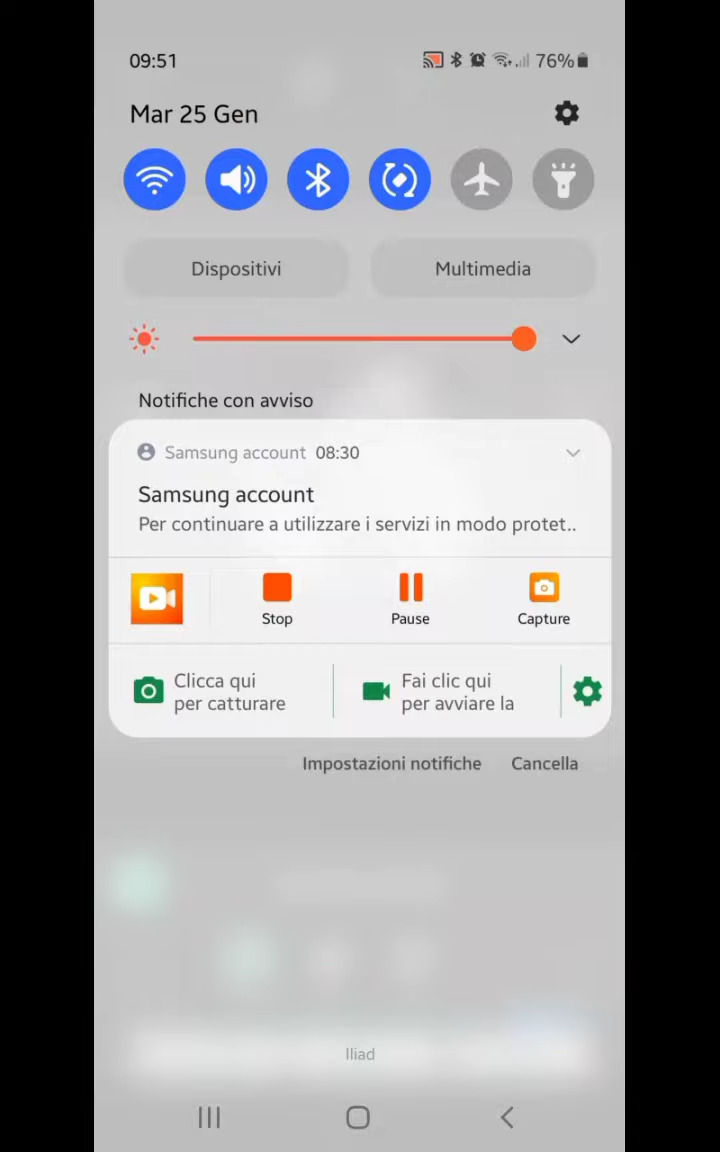 09:51 76%
Mar 25 Gen
Dispositivi Multimedia
Notifiche con avviso
Samsung account 08:30
Samsung account
Per continuare a utilizzare i servizi in modo protet..
Stop Pause Capture
Clicca qui
per catturare
Fai clic qui
per avviare la
Impostazioni notifiche Cancella
Iliad